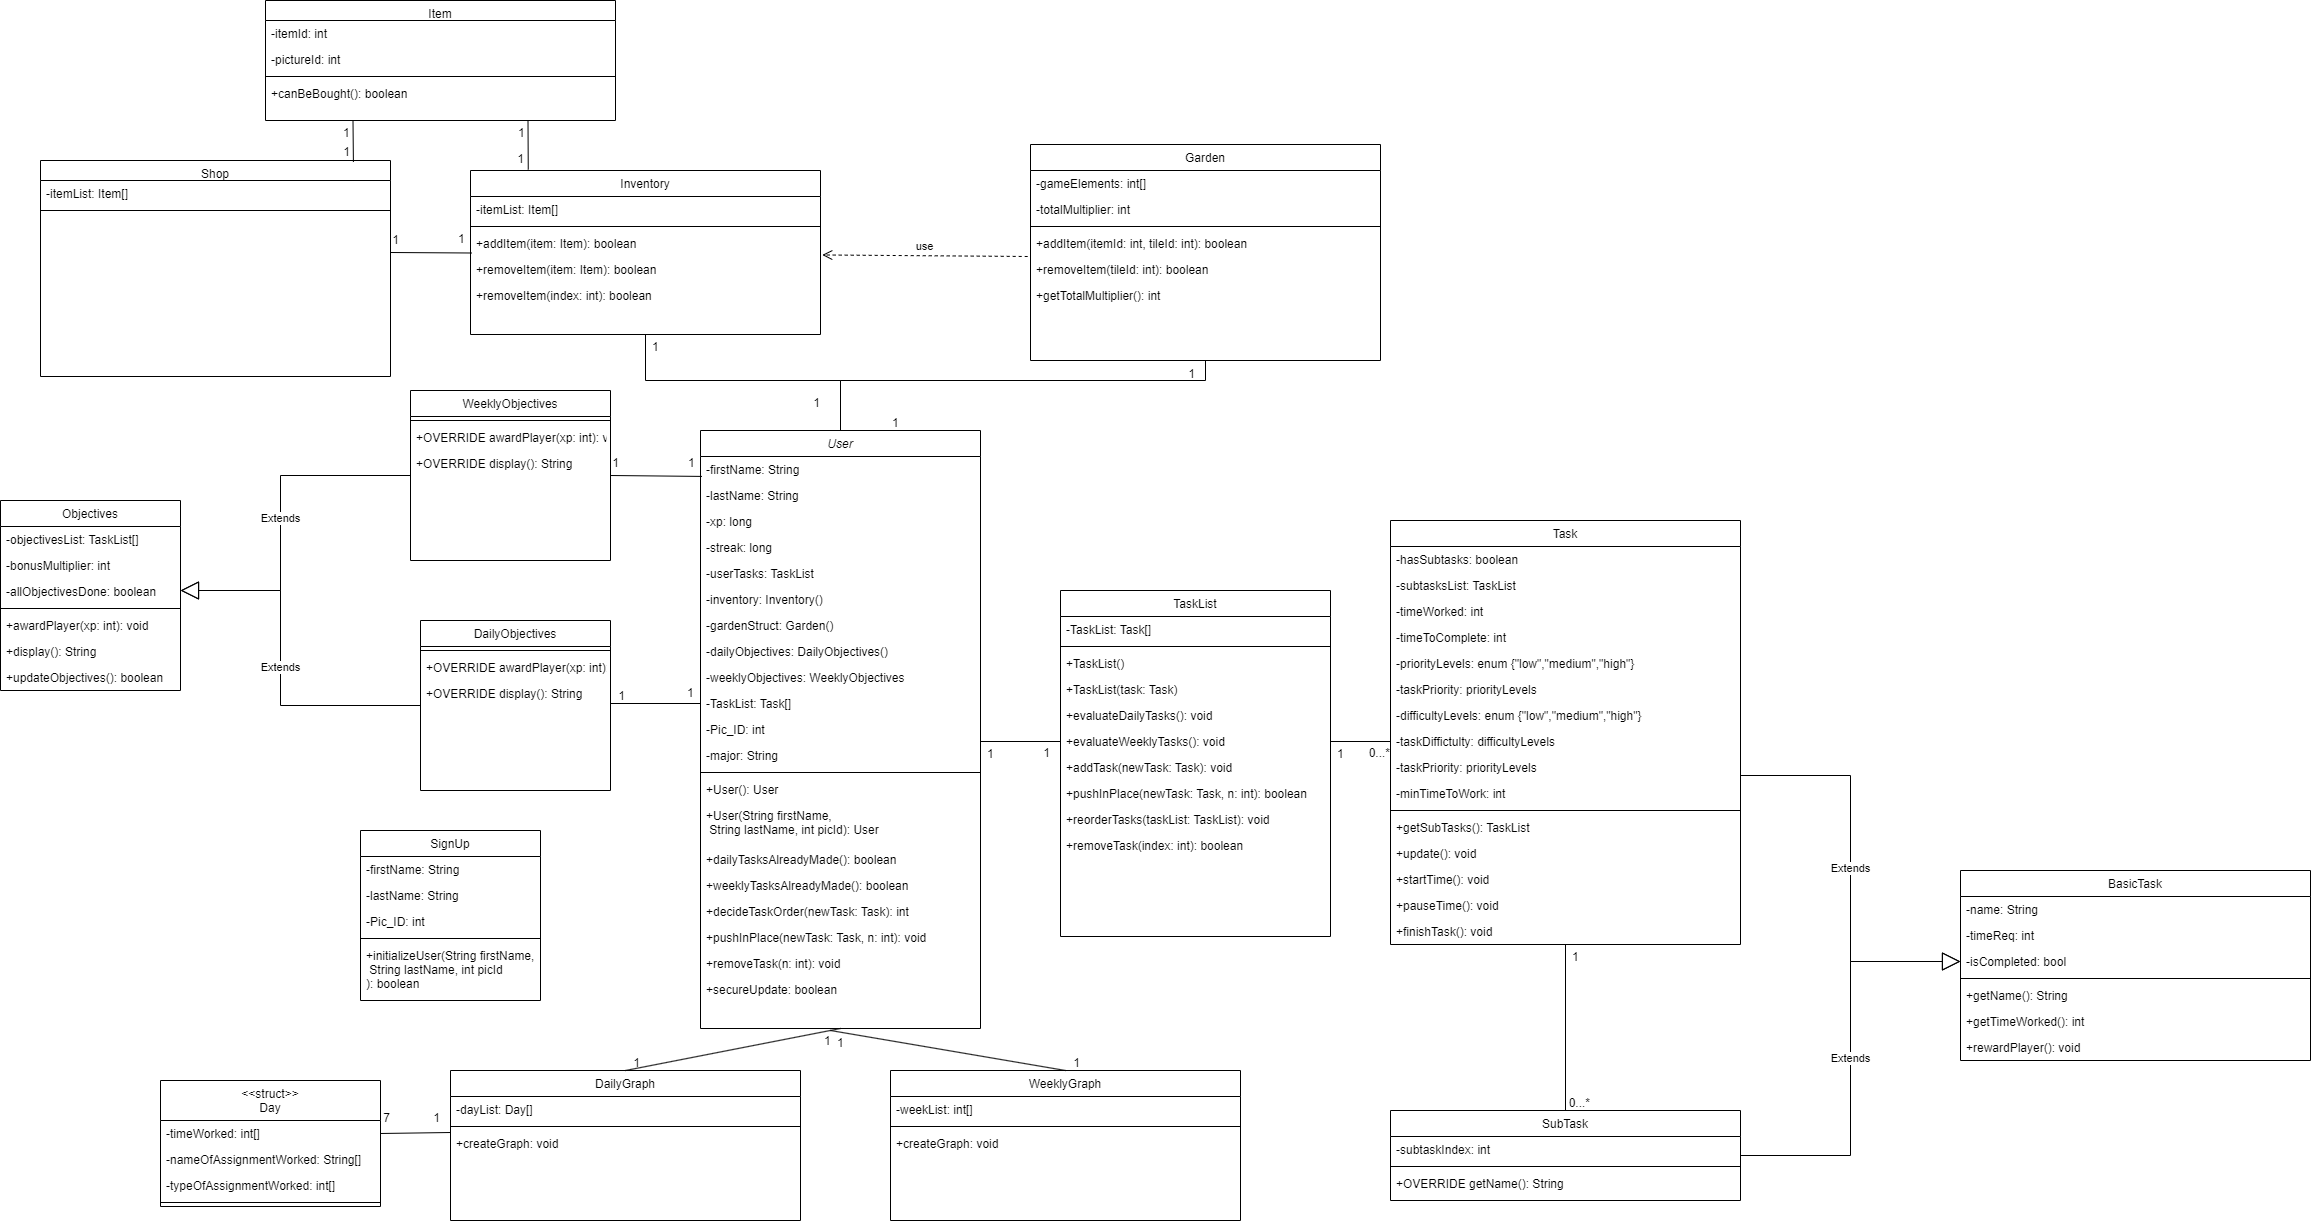 Item
-itemId: int
-pictureId: int
+canBeBought(): boolean
1
1
1
1
Shop
-itemList: Item[]
1
1
Inventory
-itemList: Item[]
+addItem(item: Item): boolean
+removeItem(item: Item): boolean
+removeItem(index: int): boolean
use
Garden
-gameElements: int[]
-totalMultiplier: int
+addItem(itemId: int, tileId: int): boolean
+removeItem(tileId: int): boolean
+getTotalMultiplier(): int
1
1
1
1
WeeklyObjectives
+OVERRIDE awardPlayer(xp: int): v
+OVERRIDE display(): String
1
1
Extends
Objectives
-objectivesList: TaskList[]
-bonusMultiplier: int
-allObjectivesDone: boolean
+awardPlayer(xp: int): void
+display(): String
+updateObjectives(): boolean
Extends
DailyObjectives
+OVERRIDE awardPlayer(xp: int)
+OVERRIDE display(): String
1
1
User
-firstName: String
-lastName: String
-xp: long
-streak: long
-userTasks: TaskList
-inventory: Inventory()
-gardenStruct: Garden()
-dailyObjectives: DailyObjectives()
-weeklyObjectives: WeeklyObjectives
-TaskList: Task[]
-Pic_ID: int
-major: String
+User(): User
+User(String firstName,
String lastName, int picId): User
+dailyTasksAlreadyMade(): boolean
+weeklyTasksAlreadyMade(): boolean
+decideTaskOrder(newTask: Task): int
+pushInPlace(newTask: Task, n: int): void
+removeTask(n: int): void
+secureUpdate: boolean
1
1
TaskList
-TaskList: Task[]
+TaskList()
+TaskList(task: Task)
+evaluateDailyTasks(): void
+evaluateWeeklyTasks(): void
+addTask(newTask: Task): void
+pushInPlace(newTask: Task, n: int): boolean
+reorderTasks(taskList: TaskList): void
+removeTask(index: int): boolean
1
0...*
Task
-hasSubtasks: boolean
-subtasksList: TaskList
-timeWorked: int
-timeToComplete: int
-priorityLevels: enum {"low","medium","high"}
-taskPriority: priorityLevels
-difficultyLevels: enum {"low","medium","high"}
-taskDiffictulty: difficultyLevels
-taskPriority: priorityLevels
-minTimeToWork: int
+getSubTasks(): TaskList
+update(): void
+startTime(): void
+pauseTime(): void
+finishTask(): void
1
0...*
Extends
Extends
BasicTask
-name: String
-timeReq: int
-isCompleted: bool
+getName(): String
+getTimeWorked(): int
+rewardPlayer(): void
SubTask
-subtaskIndex: int
+OVERRIDE getName(): String
SignUp
-firstName: String
-lastName: String
-Pic_ID: int
+initializeUser(String firstName,
String lastName, int picId
): boolean
1
1
1
1
<<struct>>
Day
-timeWorked: int[]
-nameOfAssignmentWorked: String[]
-typeOfAssignmentWorked: int[]
7
1
DailyGraph
-dayList: Day[]
+createGraph: void
WeeklyGraph
-weekList: int[]
+createGraph: void